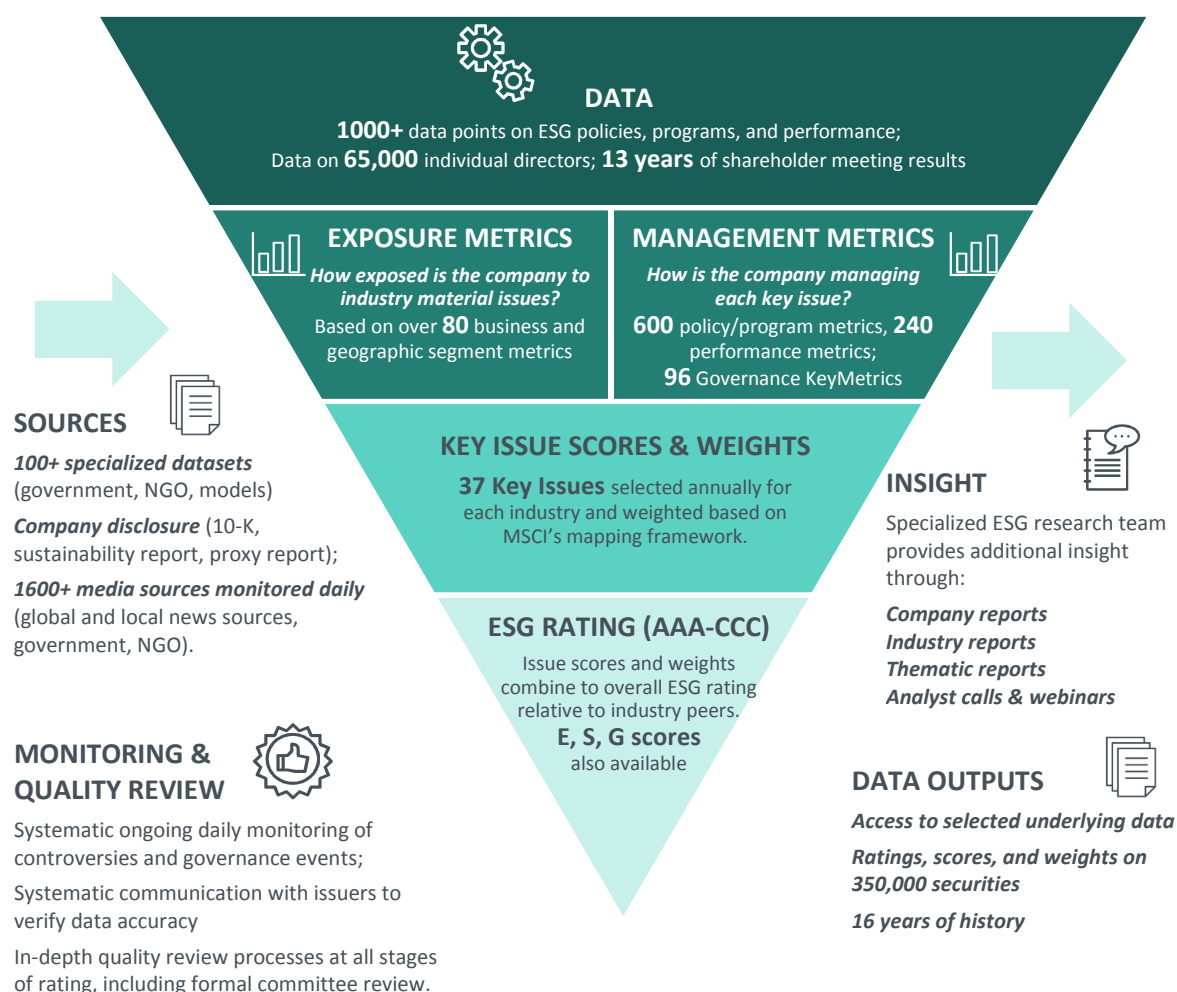 DATA
1000+ data points on ESG policies, programs, and performance;
Data on 65,000 individual directors; 13 years of shareholder meeting results
EXPOSURE METRICS
How exposed is the company to
industry material issues?
Based on over 80 business and
geographic segment metrics
MANAGEMENT METRICS
How is the company managing
each key issue?
600 policy/program metrics, 240
performance metrics;
96 Governance KeyMetrics
KEY ISSUE SCORES & WEIGHTS
37 Key Issues selected annually for
each industry and weighted based on
MSCI’s mapping framework.
ESG RATING (AAA-CCC)
Issue scores and weights
combine to overall ESG rating
relative to industry peers.
E, S, G scores
also available
SOURCES
100+ specialized datasets
(government, NGO, models)
Company disclosure (10-K,
sustainability report, proxy report);
1600+ media sources monitored daily
(global and local news sources,
government, NGO).
MONITORING &
QUALITY REVIEW
Systematic ongoing daily monitoring of
controversies and governance events;
Systematic communication with issuers to
verify data accuracy
In-depth quality review processes at all stages
of rating, including formal committee review.
INSIGHT
Specialized ESG research team
provides additional insight
through:
Company reports
Industry reports
Thematic reports
Analyst calls & webinars
DATA OUTPUTS
Access to selected underlying data
Ratings, scores, and weights on
350,000 securities
16 years of history